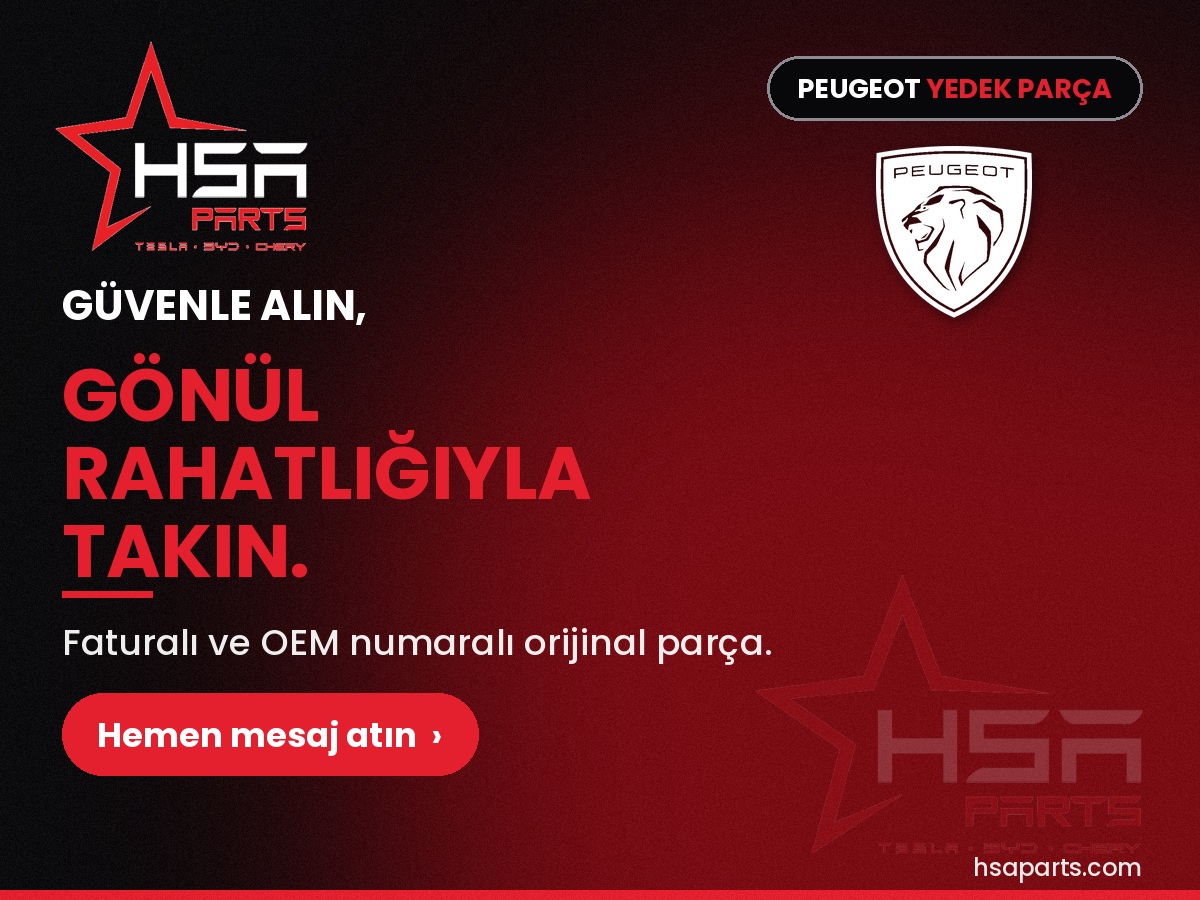 PEUGEOT YEDEK PARÇA
PEUGEOT
HSA
PARTS
TESLA • BYD • CHERY
GÜVENLE ALIN,
GÖNÜL
RAHATLIĞIYLA
TAKIN.
Faturalı ve OEM numaralı orijinal parça.
Hemen mesaj atın ›
HSA
PARTS
TESLA • BYD • CHERY
hsaparts.com